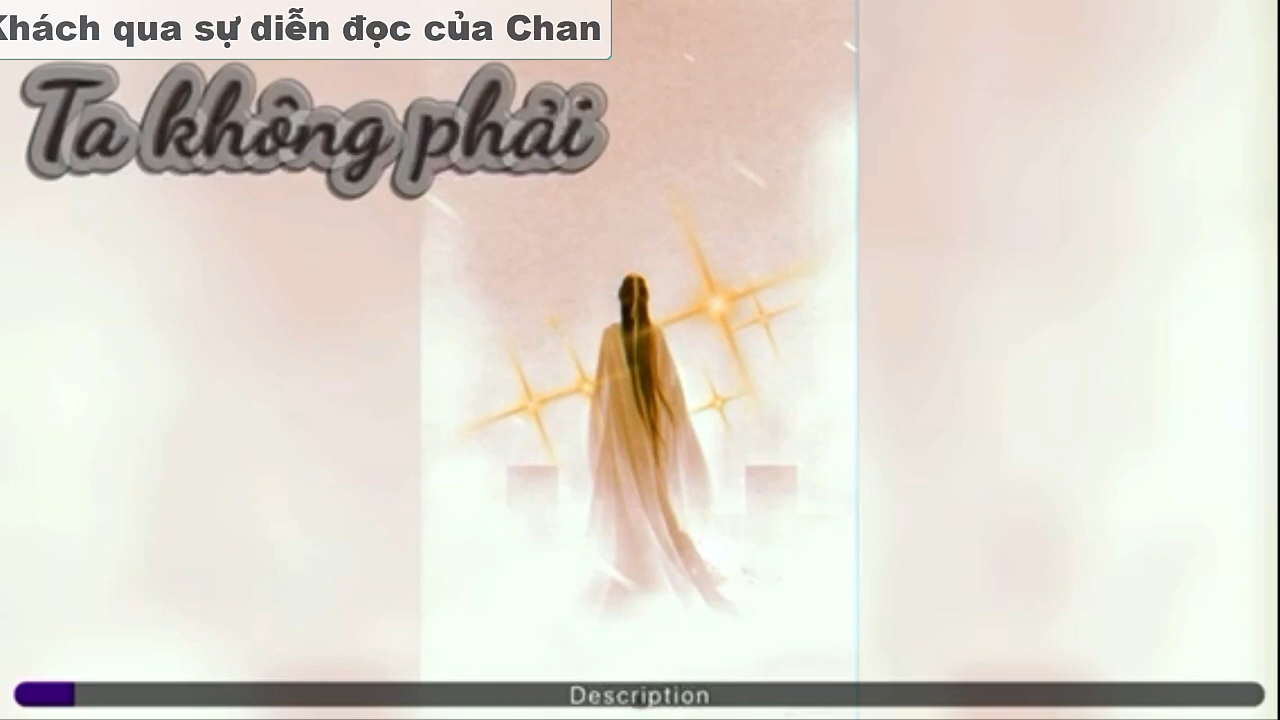 Khách qua sự diễn đọc của Chan
Ta không phải
Description